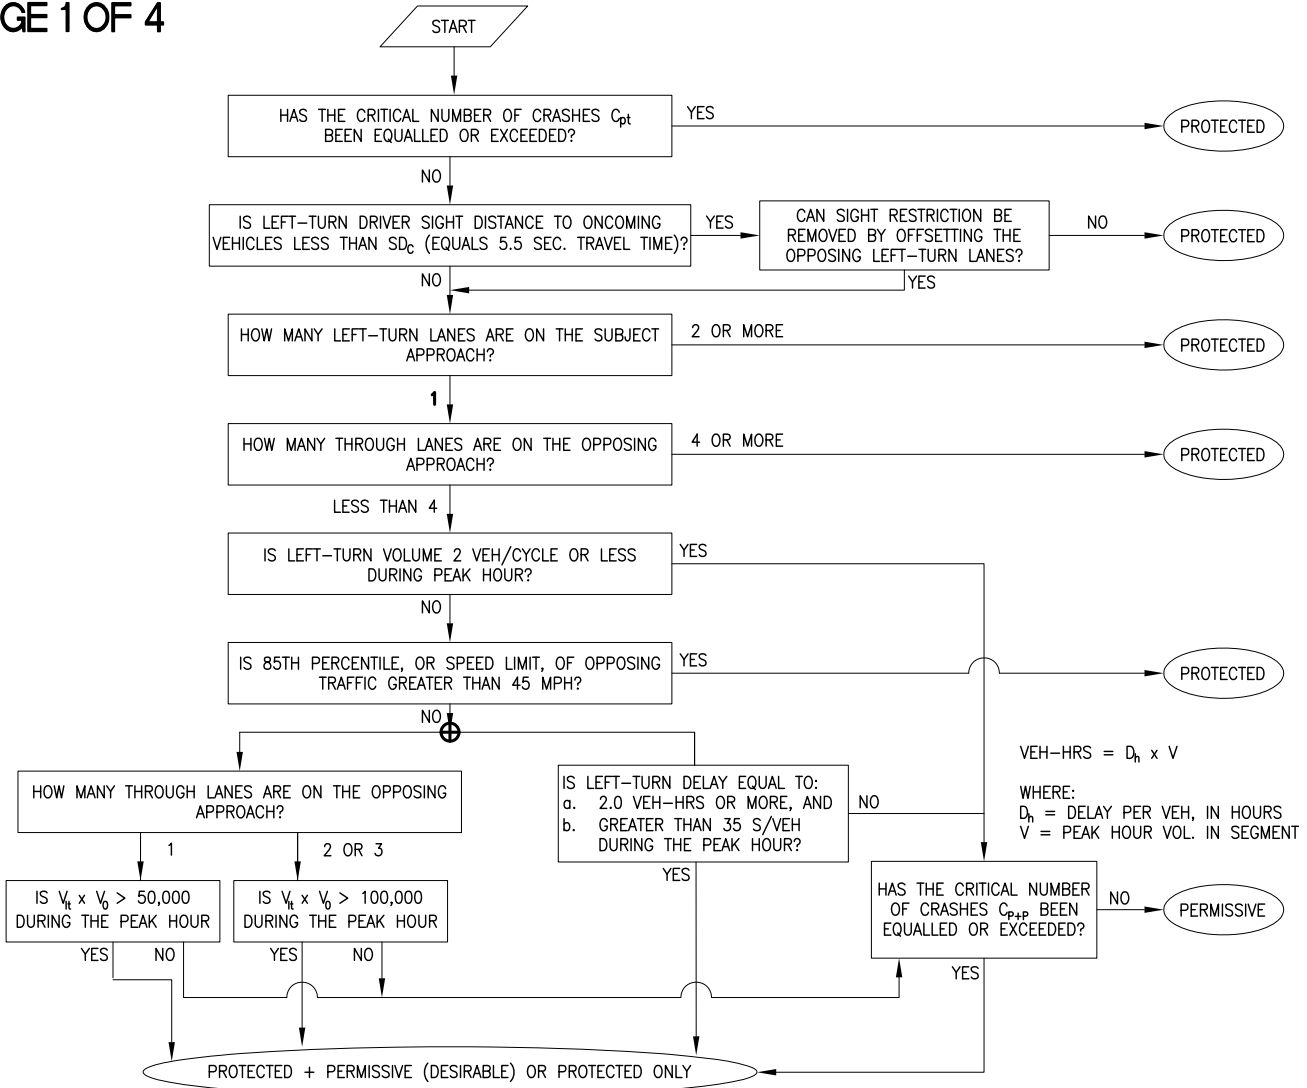 GE 1 OF 4
START
HAS THE CRITICAL NUMBER OF CRASHES Cpt
BEEN EQUALLED OR EXCEEDED?
YES
PROTECTED
NO
IS LEFT-TURN DRIVER SIGHT DISTANCE TO ONCOMING
VEHICLES LESS THAN SDC (EQUALS 5.5 SEC. TRAVEL TIME)?
YES
CAN SIGHT RESTRICTION BE
REMOVED BY OFFSETTING THE
OPPOSING LEFT-TURN LANES?
NO
PROTECTED
NO
YES
HOW MANY LEFT-TURN LANES ARE ON THE SUBJECT
APPROACH?
2 OR MORE
PROTECTED
1
HOW MANY THROUGH LANES ARE ON THE OPPOSING
APPROACH?
4 OR MORE
PROTECTED
LESS THAN 4
IS LEFT-TURN VOLUME 2 VEH/CYCLE OR LESS
DURING PEAK HOUR?
YES
NO
IS 85TH PERCENTILE, OR SPEED LIMIT, OF OPPOSING
TRAFFIC GREATER THAN 45 MPH?
YES
PROTECTED
NO
VEH-HRS = Dh x V
WHERE:
Dh = DELAY PER VEH, IN HOURS
V = PEAK HOUR VOL. IN SEGMENT
HOW MANY THROUGH LANES ARE ON THE OPPOSING
APPROACH?
IS LEFT-TURN DELAY EQUAL TO:
a. 2.0 VEH-HRS OR MORE, AND
b. GREATER THAN 35 S/VEH
DURING THE PEAK HOUR?
NO
1
2 OR 3
YES
IS Vlt x Vo > 50,000
DURING THE PEAK HOUR
IS Vlt x Vo > 100,000
DURING THE PEAK HOUR
HAS THE CRITICAL NUMBER
OF CRASHES CP+P BEEN
EQUALLED OR EXCEEDED?
NO
PERMISSIVE
YES
NO
YES
NO
YES
PROTECTED + PERMISSIVE (DESIRABLE) OR PROTECTED ONLY